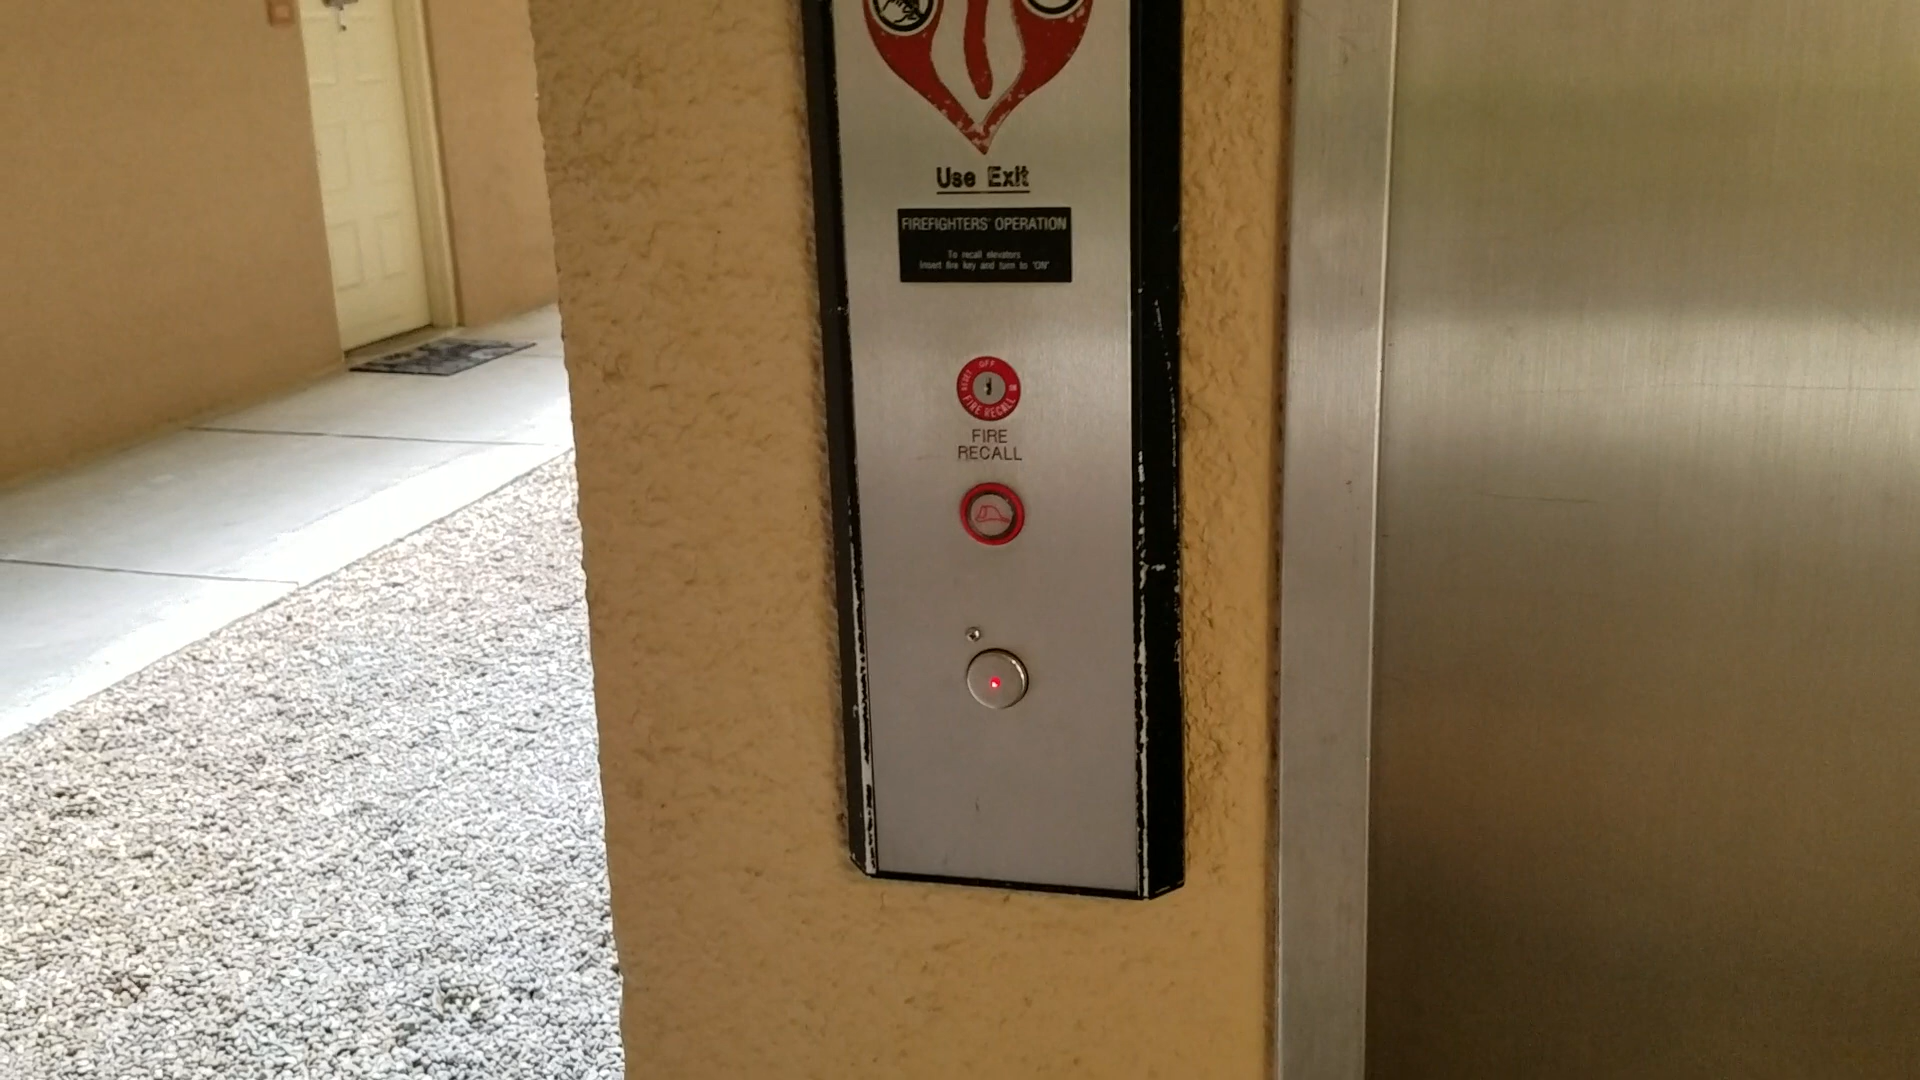 Use Exit
FIREFIGHTERS' OPERATION
To recall elevators
Insert fire key and turn to "ON"
OFF
RESET
FIRE RECALL
FIRE
RECALL